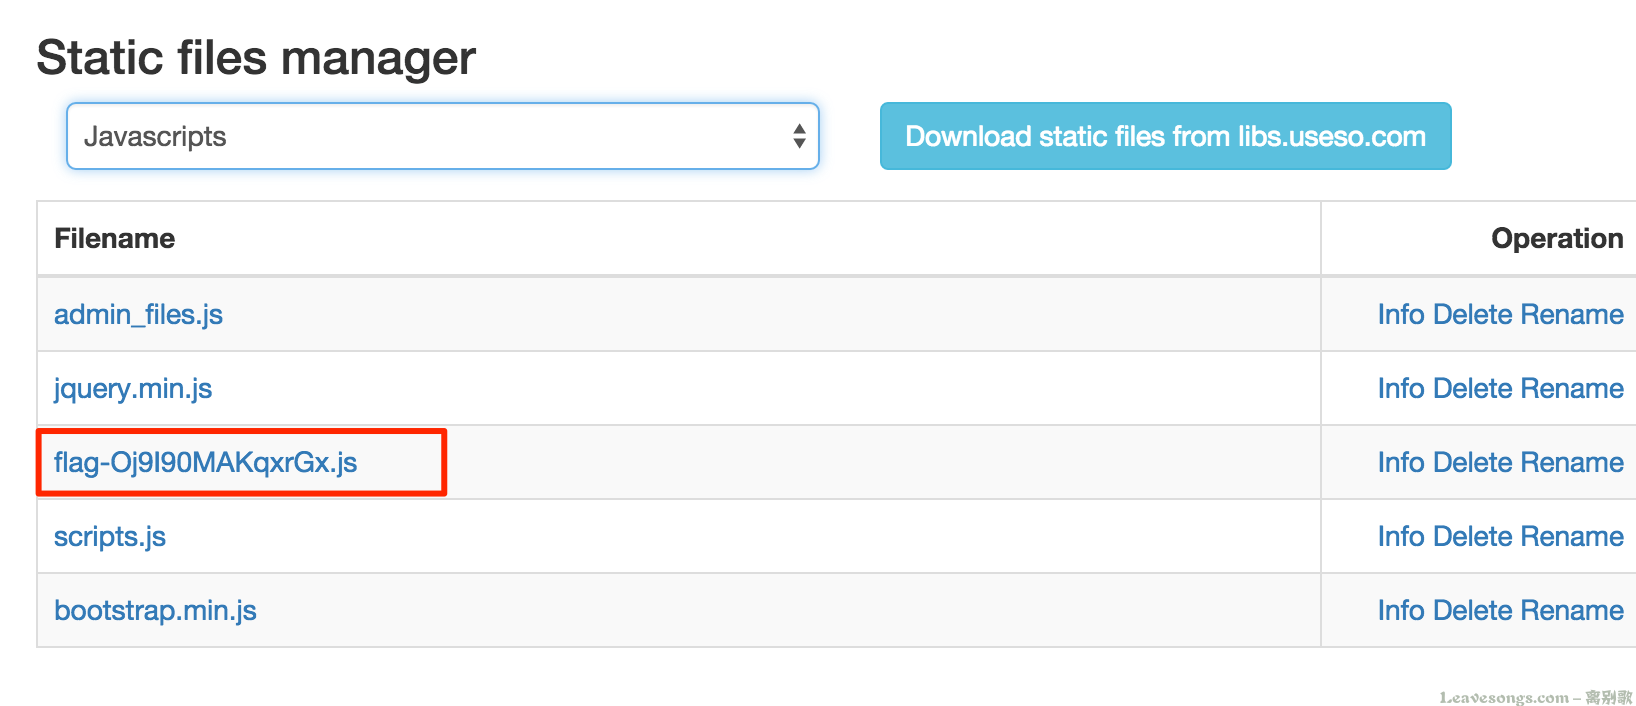 Static files manager
Javascripts
Download static files from libs.useso.com
Filename Operation
admin_files.js Info Delete Rename
jquery.min.js Info Delete Rename
flag-Oj9I90MAKqxrGx.js Info Delete Rename
scripts.js Info Delete Rename
bootstrap.min.js Info Delete Rename
Leavesongs.com – 离别歌